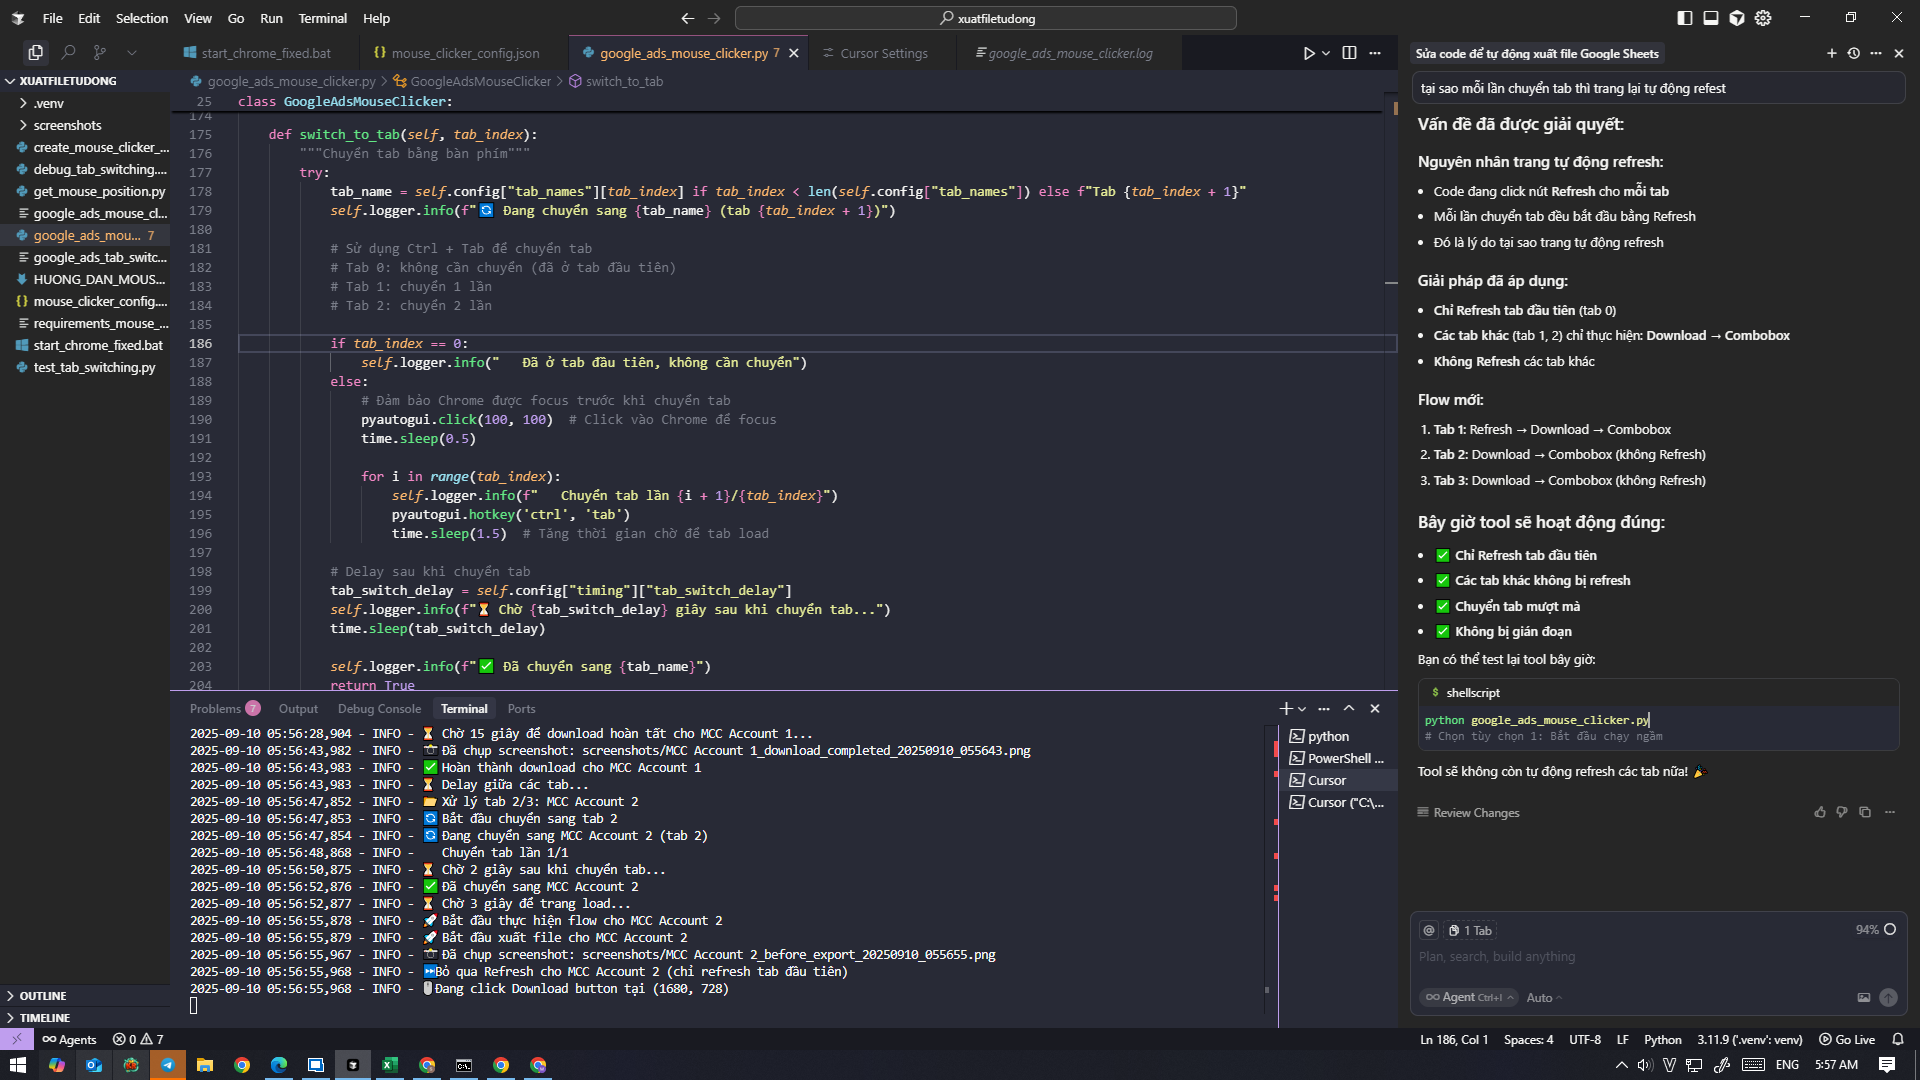 File Edit Selection View Go Run Terminal Help
xuatfiletudong
start_chrome_fixed.bat
mouse_clicker_config.json
google_ads_mouse_clicker.py 7
Cursor Settings
google_ads_mouse_clicker.log
XUATFILETUDONG
.venv
screenshots
create_mouse_clicker_...
debug_tab_switching....
get_mouse_position.py
google_ads_mouse_cl...
google_ads_mou... 7
google_ads_tab_switc...
HUONG_DAN_MOUS...
mouse_clicker_config....
requirements_mouse_...
start_chrome_fixed.bat
test_tab_switching.py
OUTLINE
TIMELINE
google_ads_mouse_clicker.py > GoogleAdsMouseClicker > switch_to_tab
25 class GoogleAdsMouseClicker:
174
175 def switch_to_tab(self, tab_index):
176 """Chuyển tab bằng bàn phím"""
177 try:
178 tab_name = self.config["tab_names"][tab_index] if tab_index < len(self.config["tab_names"]) else f"Tab {tab_index + 1}"
179 self.logger.info(f"🔄 Đang chuyển sang {tab_name} (tab {tab_index + 1})")
180
181 # Sử dụng Ctrl + Tab để chuyển tab
182 # Tab 0: không cần chuyển (đã ở tab đầu tiên)
183 # Tab 1: chuyển 1 lần
184 # Tab 2: chuyển 2 lần
185
186 if tab_index == 0:
187 self.logger.info("   Đã ở tab đầu tiên, không cần chuyển")
188 else:
189 # Đảm bảo Chrome được focus trước khi chuyển tab
190 pyautogui.click(100, 100)  # Click vào Chrome để focus
191 time.sleep(0.5)
192
193 for i in range(tab_index):
194 self.logger.info(f"   Chuyển tab lần {i + 1}/{tab_index}")
195 pyautogui.hotkey('ctrl', 'tab')
196 time.sleep(1.5)  # Tăng thời gian chờ để tab load
197
198 # Delay sau khi chuyển tab
199 tab_switch_delay = self.config["timing"]["tab_switch_delay"]
200 self.logger.info(f"⏳ Chờ {tab_switch_delay} giây sau khi chuyển tab...")
201 time.sleep(tab_switch_delay)
202
203 self.logger.info(f"✅ Đã chuyển sang {tab_name}")
204 return True
Problems 7 Output Debug Console Terminal Ports
2025-09-10 05:56:28,904 - INFO - ⏳ Chờ 15 giây để download hoàn tất cho MCC Account 1...
2025-09-10 05:56:43,982 - INFO - 📸 Đã chụp screenshot: screenshots/MCC Account 1_download_completed_20250910_055643.png
2025-09-10 05:56:43,983 - INFO - ✅ Hoàn thành download cho MCC Account 1
2025-09-10 05:56:43,983 - INFO - ⏳ Delay giữa các tab...
2025-09-10 05:56:47,852 - INFO - 📂 Xử lý tab 2/3: MCC Account 2
2025-09-10 05:56:47,853 - INFO - 🔄 Bắt đầu chuyển sang tab 2
2025-09-10 05:56:47,854 - INFO - 🔄 Đang chuyển sang MCC Account 2 (tab 2)
2025-09-10 05:56:48,868 - INFO -    Chuyển tab lần 1/1
2025-09-10 05:56:50,875 - INFO - ⏳ Chờ 2 giây sau khi chuyển tab...
2025-09-10 05:56:52,876 - INFO - ✅ Đã chuyển sang MCC Account 2
2025-09-10 05:56:52,877 - INFO - ⏳ Chờ 3 giây để trang load...
2025-09-10 05:56:55,878 - INFO - 🚀 Bắt đầu thực hiện flow cho MCC Account 2
2025-09-10 05:56:55,879 - INFO - 🚀 Bắt đầu xuất file cho MCC Account 2
2025-09-10 05:56:55,967 - INFO - 📸 Đã chụp screenshot: screenshots/MCC Account 2_before_export_20250910_055655.png
2025-09-10 05:56:55,968 - INFO - ⏭️ Bỏ qua Refresh cho MCC Account 2 (chỉ refresh tab đầu tiên)
2025-09-10 05:56:55,968 - INFO - 🖱️ Đang click Download button tại (1680, 728)
python
PowerShell ...
Cursor
Cursor ("C:\...
Sửa code để tự động xuất file Google Sheets
tại sao mỗi lần chuyển tab thì trang lại tự động refest
Vấn đề đã được giải quyết:
Nguyên nhân trang tự động refresh:
• Code đang click nút Refresh cho mỗi tab
• Mỗi lần chuyển tab đều bắt đầu bằng Refresh
• Đó là lý do tại sao trang tự động refresh
Giải pháp đã áp dụng:
• Chỉ Refresh tab đầu tiên (tab 0)
• Các tab khác (tab 1, 2) chỉ thực hiện: Download → Combobox
• Không Refresh các tab khác
Flow mới:
1. Tab 1: Refresh → Download → Combobox
2. Tab 2: Download → Combobox (không Refresh)
3. Tab 3: Download → Combobox (không Refresh)
Bây giờ tool sẽ hoạt động đúng:
• ✅ Chỉ Refresh tab đầu tiên
• ✅ Các tab khác không bị refresh
• ✅ Chuyển tab mượt mà
• ✅ Không bị gián đoạn
Bạn có thể test lại tool bây giờ:
$ shellscript
python google_ads_mouse_clicker.py
# Chọn tùy chọn 1: Bắt đầu chạy ngầm
Tool sẽ không còn tự động refresh các tab nữa! 🎉
Review Changes
@ 1 Tab 94%
Plan, search, build anything
∞ Agent Ctrl+I Auto
∞ Agents 0 7
Ln 186, Col 1 Spaces: 4 UTF-8 LF Python 3.11.9 ('.venv': venv) Go Live
ENG 5:57 AM